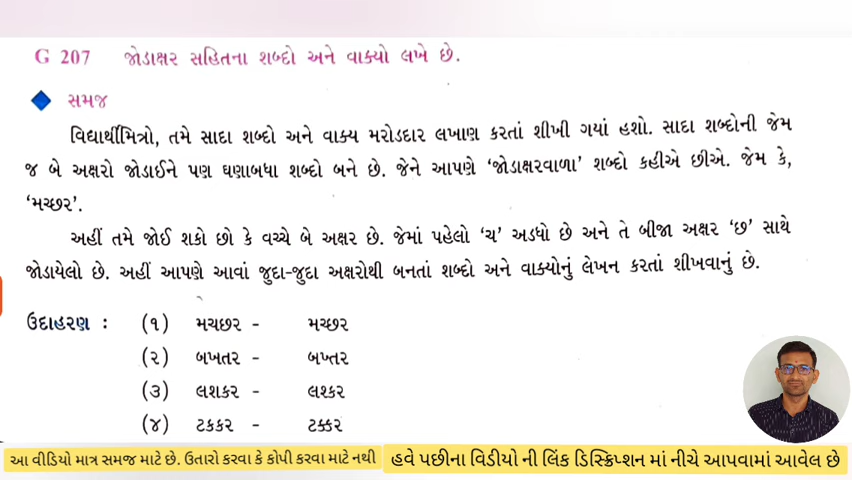 G 207 જોડાક્ષર સહિતના શબ્દો અને વાક્યો લખે છે.
સમજ
વિદ્યાર્થીમિત્રો, તમે સાદા શબ્દો અને વાક્ય મરોડદાર લખાણ કરતાં શીખી ગયાં હશો. સાદા શબ્દોની જેમ
જ બે અક્ષરો જોડાઈને પણ ઘણાબધા શબ્દો બને છે. જેને આપણે ‘જોડાક્ષરવાળા’ શબ્દો કહીએ છીએ. જેમ કે,
‘મચ્છર’.
અહીં તમે જોઈ શકો છો કે વચ્ચે બે અક્ષર છે. જેમાં પહેલો ‘ચ’ અડધો છે અને તે બીજા અક્ષર ‘છ’ સાથે
જોડાયેલો છે. અહીં આપણે આવાં જુદા-જુદા અક્ષરોથી બનતાં શબ્દો અને વાક્યોનું લેખન કરતાં શીખવાનું છે.
ઉદાહરણ : (૧) મચછર - મચ્છર
(૨) બખતર - બખ્તર
(૩) લશકર - લશ્કર
(૪) ટકકર - ટક્કર
આ વીડિયો માત્ર સમજ માટે છે. ઉતારો કરવા કે કોપી કરવા માટે નથી
હવે પછીના વિડીયો ની લિંક ડિસ્ક્રિપ્શન માં નીચે આપવામાં આવેલ છે